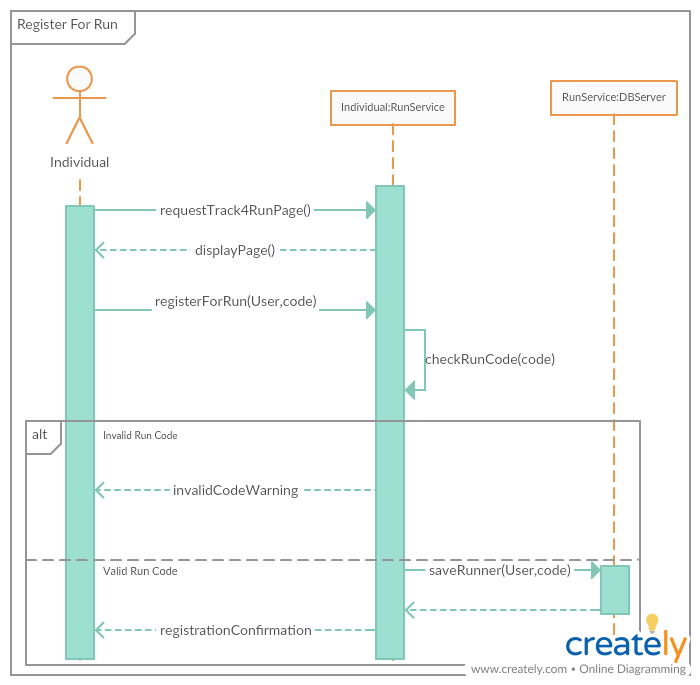 Register For Run
Individual
Individual:RunService
RunService:DBServer
requestTrack4RunPage()
displayPage()
registerForRun(User,code)
checkRunCode(code)
alt
Invalid Run Code
invalidCodeWarning
Valid Run Code
saveRunner(User,code)
registrationConfirmation
creately
www.creately.com • Online Diagramming